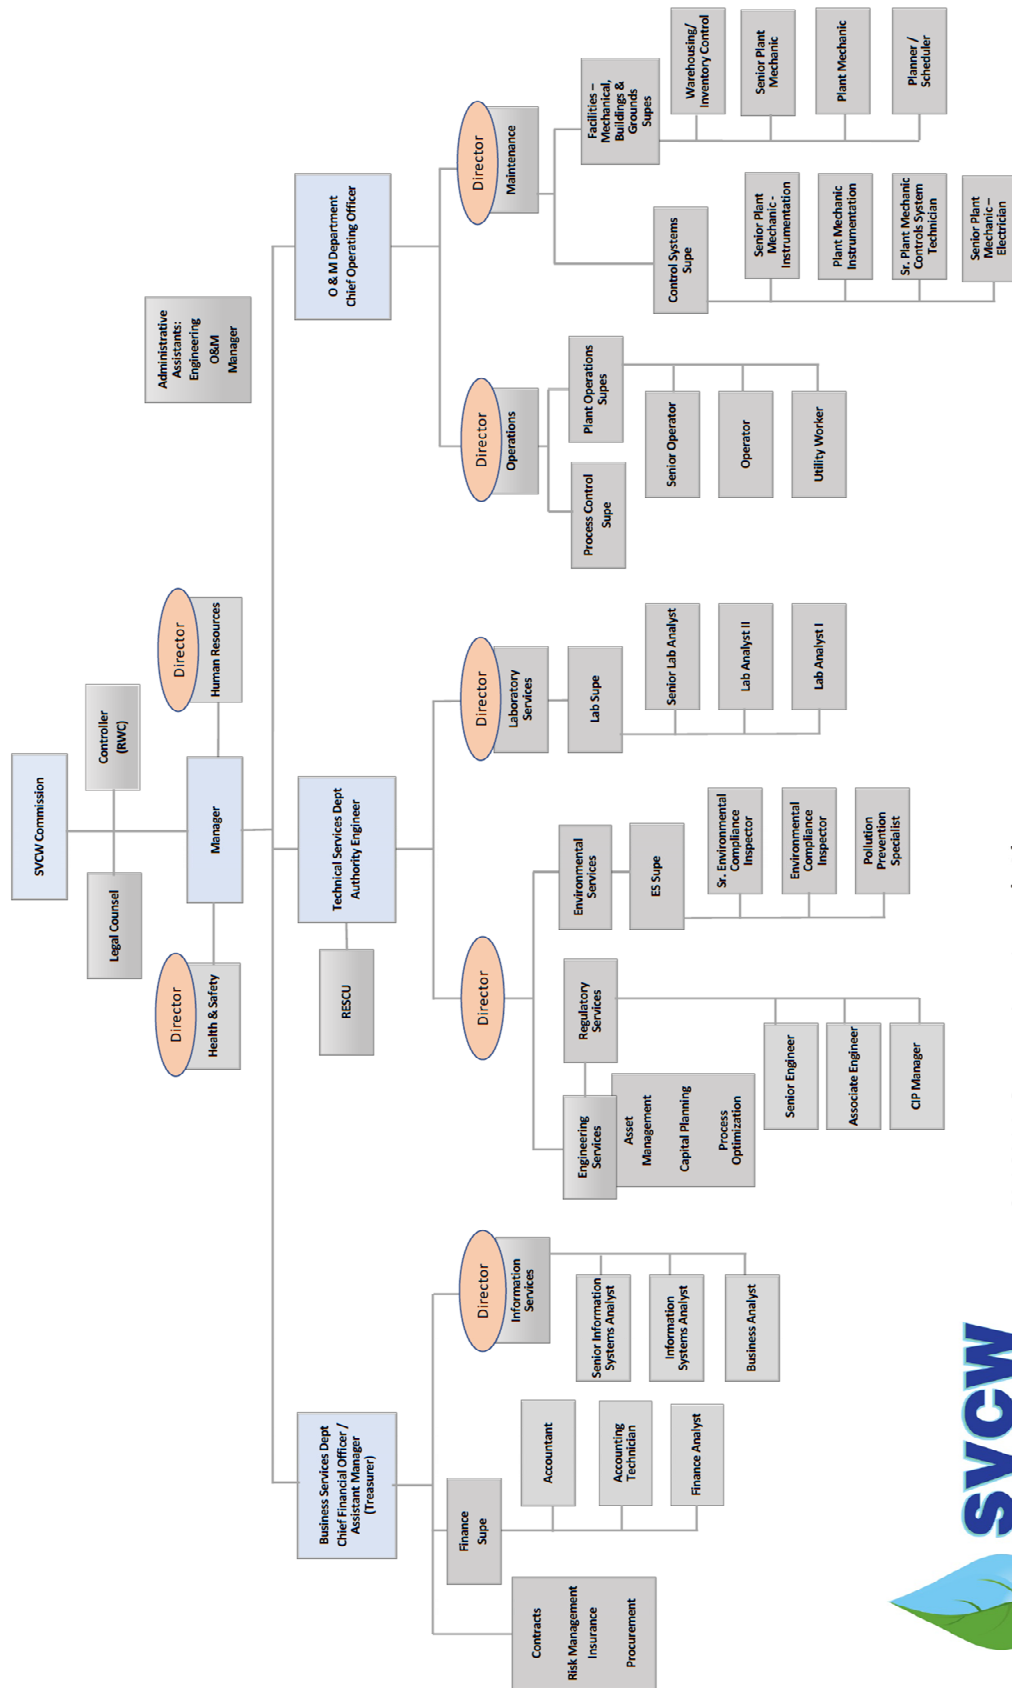 SVCW Commission
Legal Counsel
Controller
(RWC)
Director
Health & Safety
Manager
Director
Human Resources
Administrative
Assistants:
Engineering
O&M
Manager
Business Services Dept
Chief Financial Officer /
Assistant Manager
(Treasurer)
Contracts
Risk Management
Insurance
Procurement
Finance
Supe
Accountant
Accounting
Technician
Finance Analyst
Director
Information
Services
Senior Information
Systems Analyst
Information
Systems Analyst
Business Analyst
Technical Services Dept
Authority Engineer
RESCU
Director
Engineering
Services
Asset
Management
Capital Planning
Process
Optimization
Regulatory
Services
Senior Engineer
Associate Engineer
CIP Manager
Environmental
Services
ES Supe
Sr. Environmental
Compliance
Inspector
Environmental
Compliance
Inspector
Pollution
Prevention
Specialist
Director
Laboratory
Services
Lab Supe
Senior Lab Analyst
Lab Analyst II
Lab Analyst I
O & M Department
Chief Operating Officer
Director
Operations
Process Control
Supe
Plant Operations
Supes
Senior Operator
Operator
Utility Worker
Director
Maintenance
Control Systems
Supe
Senior Plant
Mechanic -
Instrumentation
Plant Mechanic
Instrumentation
Sr. Plant Mechanic
Controls System
Technician
Senior Plant
Mechanic –
Electrician
Facilities –
Mechanical,
Buildings &
Grounds
Supes
Warehousing/
Inventory Control
Senior Plant
Mechanic
Plant Mechanic
Planner /
Scheduler
SVCW